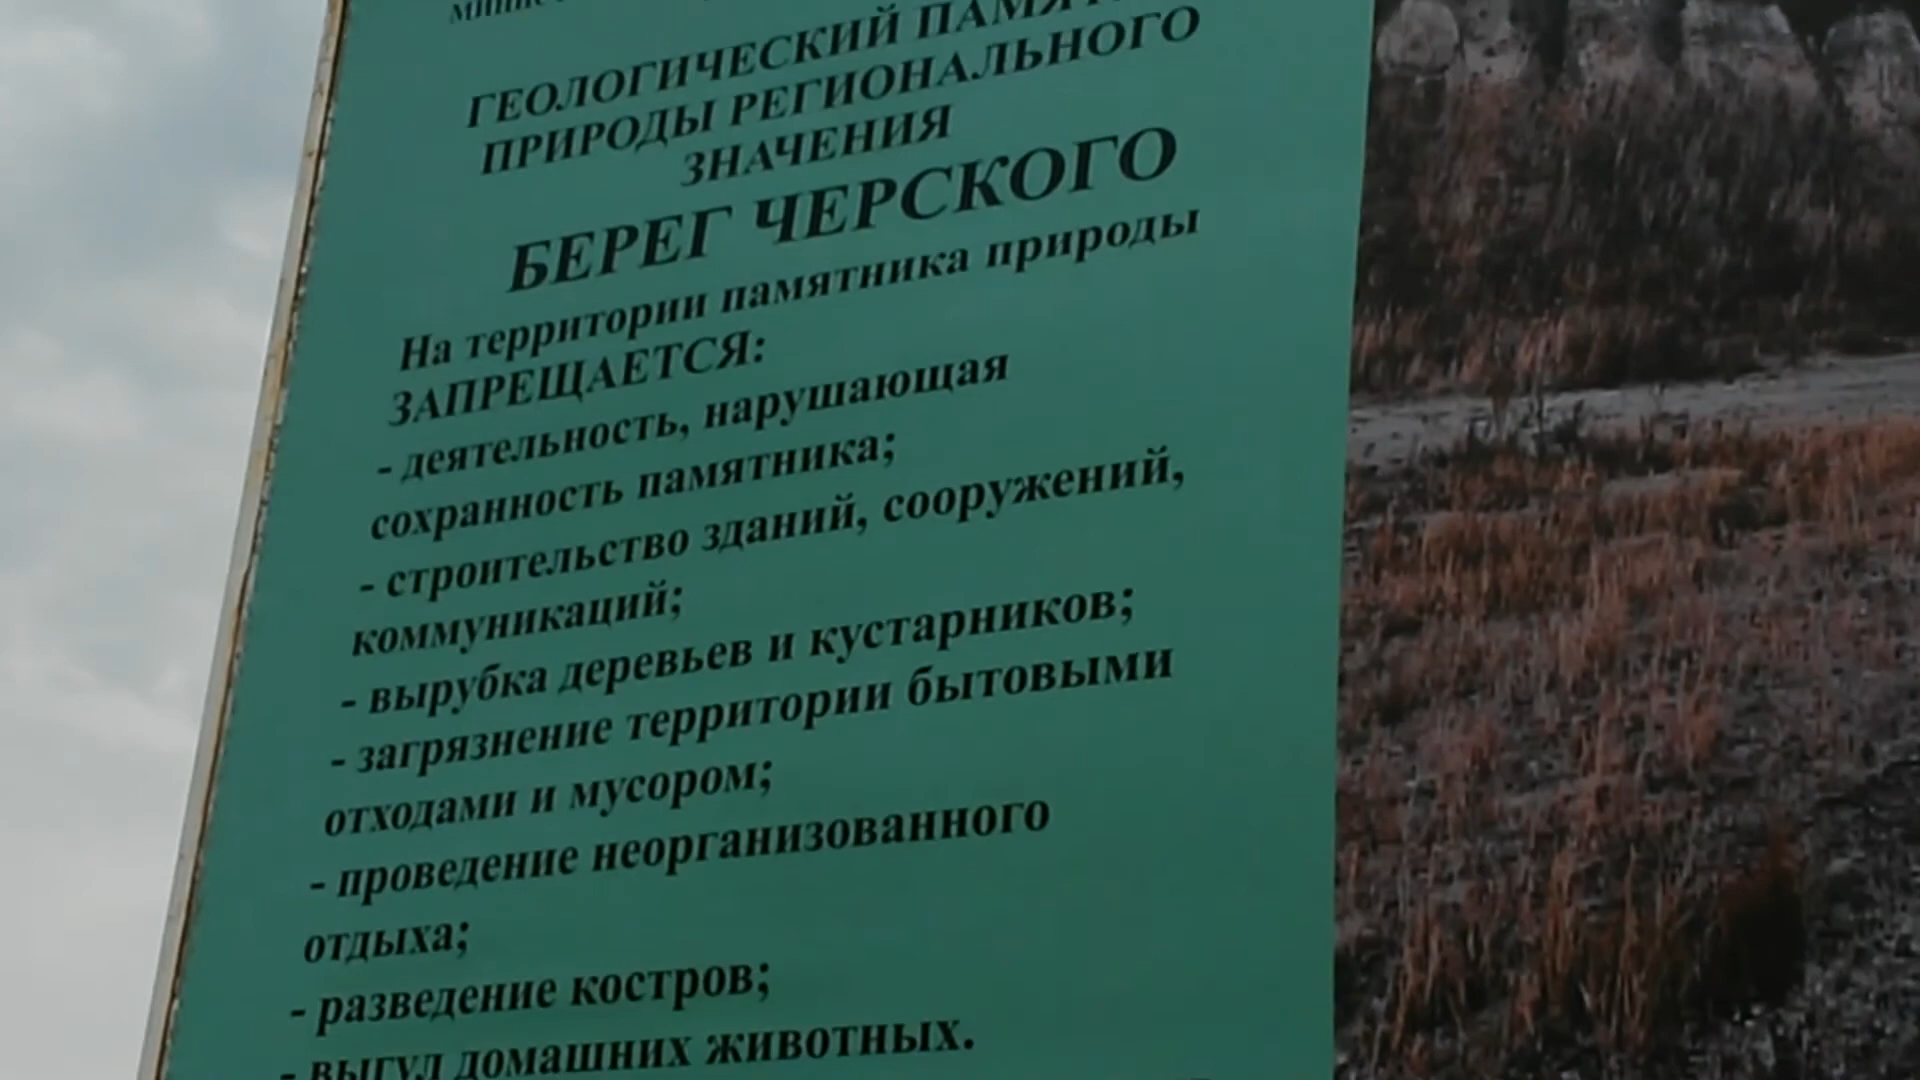 ГЕОЛОГИЧЕСКИЙ
ПРИРОДЫ РЕГИОНАЛЬНОГО
ЗНАЧЕНИЯ
БЕРЕГ ЧЕРСКОГО
На территории памятника природы
ЗАПРЕЩАЕТСЯ:
- деятельность, нарушающая
сохранность памятника;
- строительство зданий, сооружений,
коммуникаций;
- вырубка деревьев и кустарников;
- загрязнение территории бытовыми
отходами и мусором;
- проведение неорганизованного
отдыха;
- разведение костров;
- выгул домашних животных.